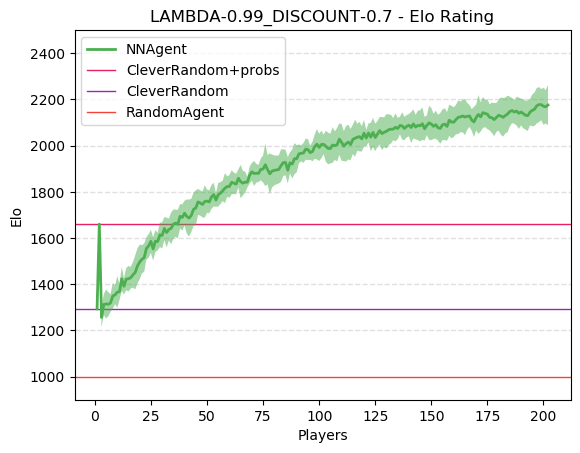 LAMBDA-0.99_DISCOUNT-0.7 - Elo Rating
NNAgent
CleverRandom+probs
CleverRandom
RandomAgent
Elo
2400
2200
2000
1800
1600
1400
1200
1000
0 25 50 75 100 125 150 175 200
Players